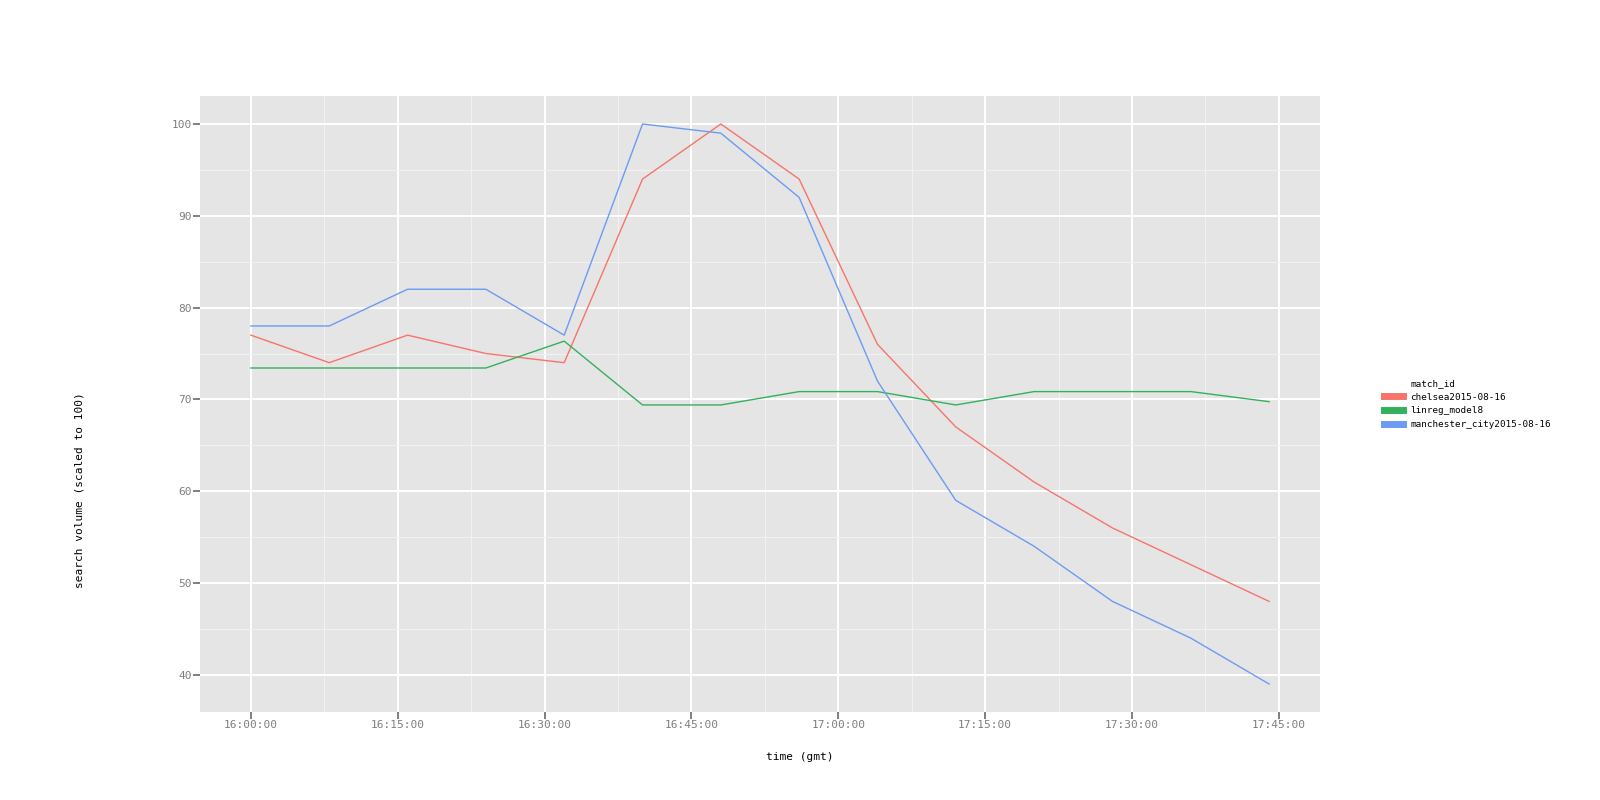 100
90
80
70
60
50
40
search volume (scaled to 100)
16:00:00 16:15:00 16:30:00 16:45:00 17:00:00 17:15:00 17:30:00 17:45:00
time (gmt)
match_id
chelsea2015-08-16
linreg_model8
manchester_city2015-08-16